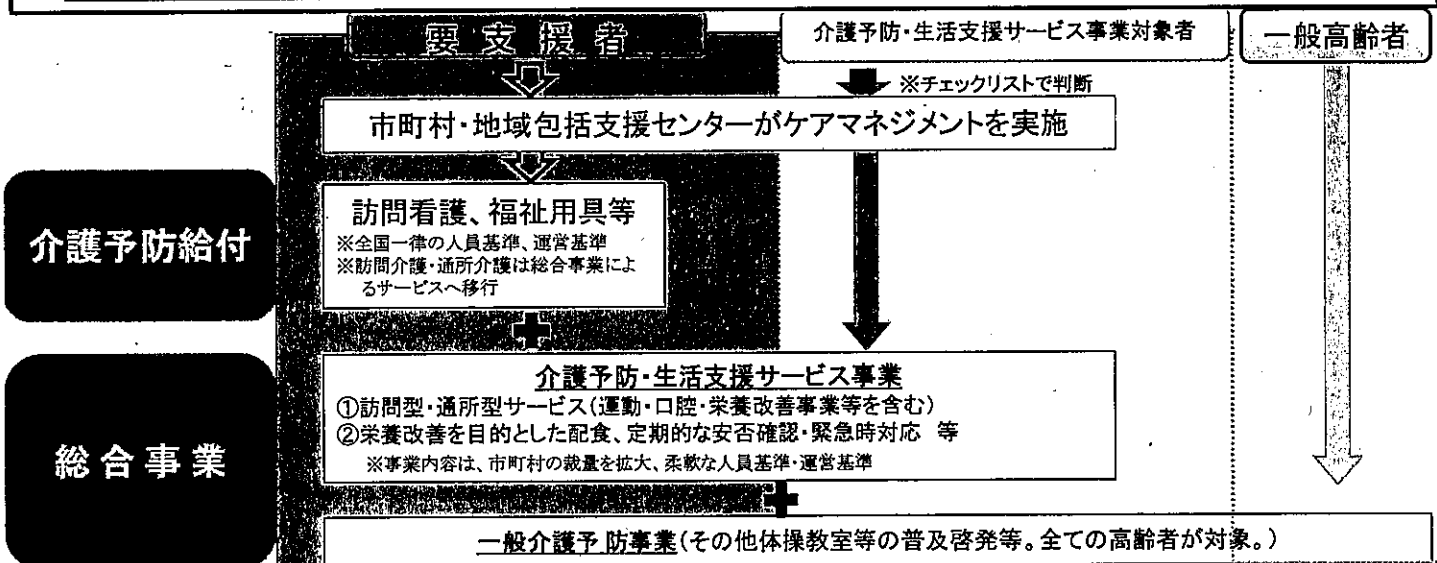 要支援者
介護予防・生活支援サービス事業対象者
一般高齢者
※チェックリストで判断
市町村・地域包括支援センターがケアマネジメントを実施
介護予防給付
訪問看護、福祉用具等
※全国一律の人員基準、運営基準
※訪問介護・通所介護は総合事業によ
るサービスへ移行
総合事業
介護予防・生活支援サービス事業
①訪問型・通所型サービス(運動・口腔・栄養改善事業等を含む)
②栄養改善を目的とした配食、定期的な安否確認・緊急時対応 等
※事業内容は、市町村の裁量を拡大、柔軟な人員基準・運営基準
一般介護予防事業(その他体操教室等の普及啓発等。全ての高齢者が対象。)